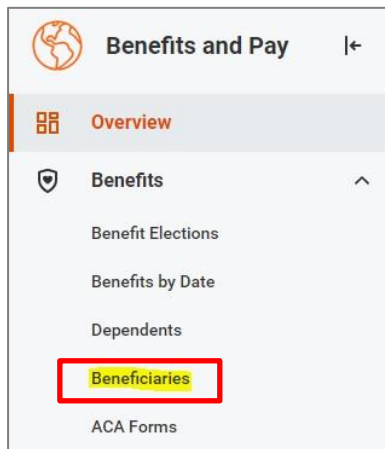 Benefits and Pay
Overview
Benefits
Benefit Elections
Benefits by Date
Dependents
Beneficiaries
ACA Forms